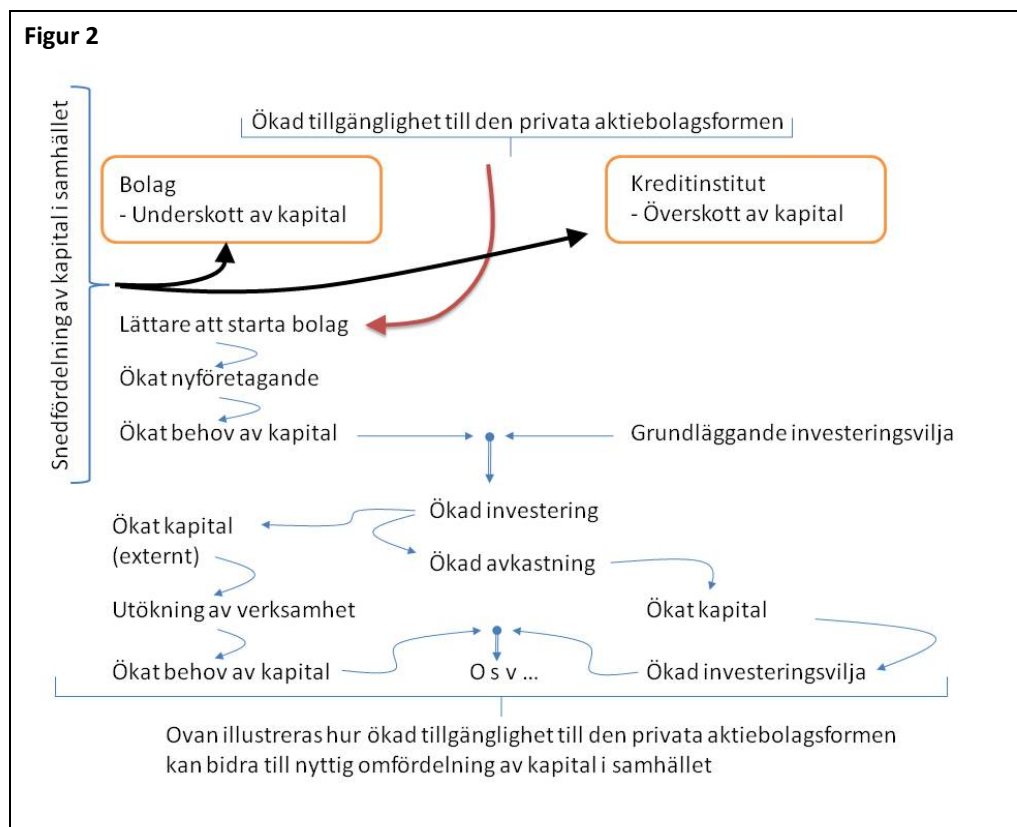 Figur 2
Snedfördelning av kapital i samhället
Ökad tillgänglighet till den privata aktiebolagsformen
Bolag
- Underskott av kapital
Kreditinstitut
- Överskott av kapital
Lättare att starta bolag
Ökat nyföretagande
Ökat behov av kapital
Grundläggande investeringsvilja
Ökad investering
Ökat kapital
(externt)
Ökad avkastning
Utökning av verksamhet
Ökat kapital
Ökat behov av kapital
O s v ...
Ökad investeringsvilja
Ovan illustreras hur ökad tillgänglighet till den privata aktiebolagsformen
kan bidra till nyttig omfördelning av kapital i samhället